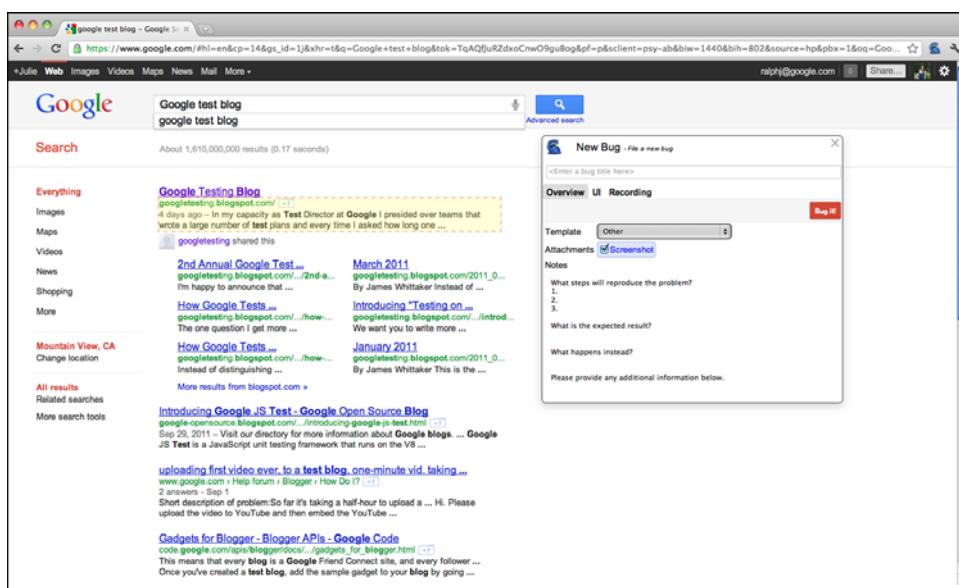 google test blog - Google Se
https://www.google.com/#hl=en&cp=14&gs_id=1j&xhr=t&q=Google+test+blog&tok=TqAQfJuRZdxoCnwO9gu8og&pf=p&sclient=psy-ab&biw=1440&bih=802&source=hp&pbx=1&oq=Goo...
+Julie Web Images Videos Maps News Mail More
ralphj@google.com Share...
Google
Google test blog
google test blog
Advanced search
Search
About 1,610,000,000 results (0.17 seconds)
Everything
Images
Maps
Videos
News
Shopping
More
Mountain View, CA
Change location
All results
Related searches
More search tools
Google Testing Blog
googletesting.blogspot.com/ +1
4 days ago – In my capacity as Test Director at Google I presided over teams that
wrote a large number of test plans and every time I asked how long one ...
googletesting shared this
2nd Annual Google Test ...
googletesting.blogspot.com/.../2nd-a...
I'm happy to announce that ...
March 2011
googletesting.blogspot.com/2011_0...
By James Whittaker Instead of ...
How Google Tests ...
googletesting.blogspot.com/.../how-...
The one question I get more ...
Introducing "Testing on ...
googletesting.blogspot.com/.../introd...
We want you to write more ...
How Google Tests ...
googletesting.blogspot.com/.../how-...
Instead of distinguishing ...
January 2011
googletesting.blogspot.com/2011_0...
By James Whittaker This is the ...
More results from blogspot.com »
Introducing Google JS Test - Google Open Source Blog
google-opensource.blogspot.com/.../introducing-google-js-test.html +1
Sep 29, 2011 – Visit our directory for more information about Google blogs. ... Google
JS Test is a JavaScript unit testing framework that runs on the V8 ...
uploading first video ever, to a test blog, one-minute vid, taking ...
www.google.com › Help forum › Blogger › How Do I? +1
2 answers - Sep 1
Short description of problem:So far it's taking a half-hour to upload a ... Hi. Please
upload the video to YouTube and then embed the YouTube ...
Gadgets for Blogger - Blogger APIs - Google Code
code.google.com/apis/blogger/docs/.../gadgets_for_blogger.html +1
This means that every blog is a Google Friend Connect site, and every follower ...
Once you've created a test blog, add the sample gadget to your blog by going ...
New Bug - File a new bug
<Enter a bug title here>
Overview UI Recording
Bug it!
Template Other
Attachments Screenshot
Notes
What steps will reproduce the problem?
1.
2.
3.
What is the expected result?
What happens instead?
Please provide any additional information below.